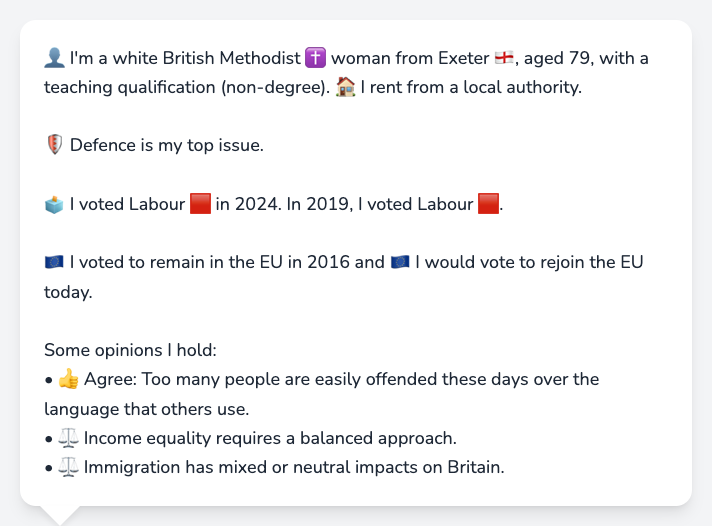 👤 I'm a white British Methodist ✝️ woman from Exeter 🏴󠁧󠁢󠁥󠁮󠁧󠁿, aged 79, with a
teaching qualification (non-degree). 🏠 I rent from a local authority.
🛡️ Defence is my top issue.
🗳️ I voted Labour 🟥 in 2024. In 2019, I voted Labour 🟥.
🇪🇺 I voted to remain in the EU in 2016 and 🇪🇺 I would vote to rejoin the EU
today.
Some opinions I hold:
• 👍 Agree: Too many people are easily offended these days over the
language that others use.
• ⚖️ Income equality requires a balanced approach.
• ⚖️ Immigration has mixed or neutral impacts on Britain.